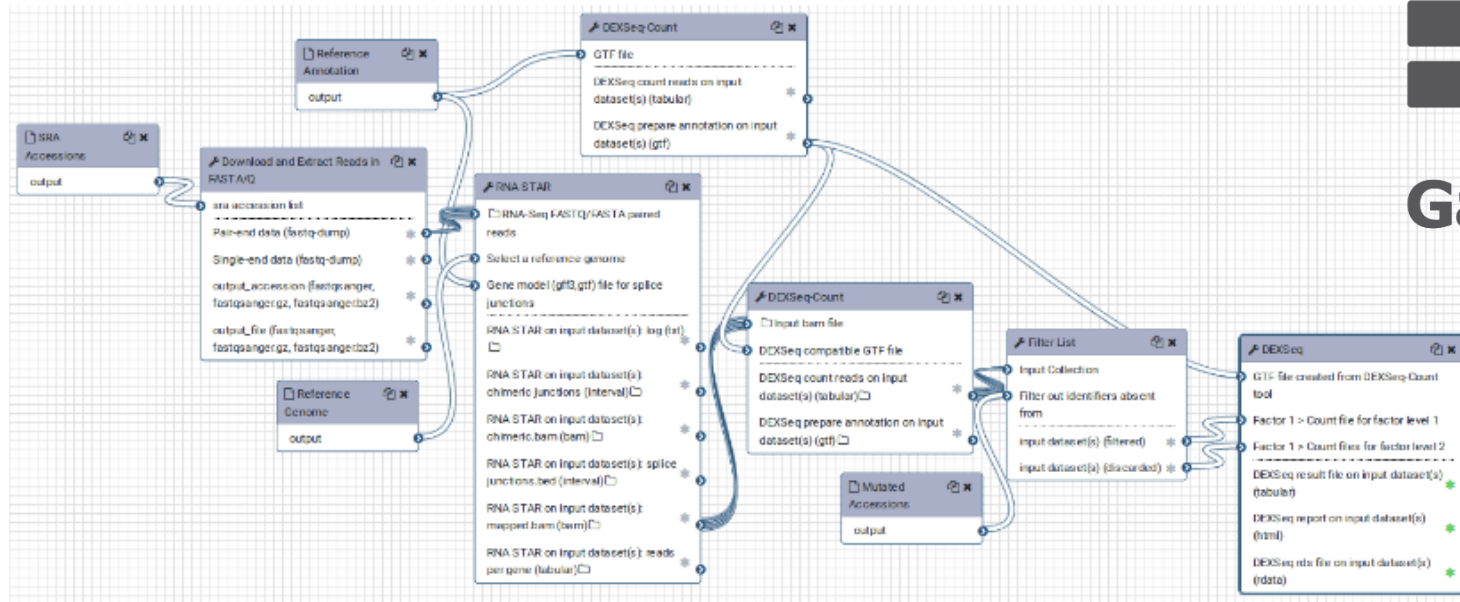 DEXSeq-Count
GTF file
DEXSeq count reads on input
dataset(s) (tabular)
DEXSeq prepare annotation on input
dataset(s) (gtf)
Reference
Annotation
output
SRA
Accessions
output
Download and Extract Reads in
FASTA/Q
sra accession list
Pair-end data (fastq-dump)
Single-end data (fastq-dump)
output_accession (fastqsanger,
fastqsanger.gz, fastqsanger.bz2)
output_file (fastqsanger,
fastqsanger.gz, fastqsanger.bz2)
Reference
Genome
output
RNA STAR
RNA-Seq FASTQ/FASTA paired
reads
Select a reference genome
Gene model (gff3,gtf) file for splice
junctions
RNA STAR on input dataset(s): log (txt)
RNA STAR on input dataset(s):
chimeric junctions (interval)
RNA STAR on input dataset(s):
chimeric.bam (bam)
RNA STAR on input dataset(s): splice
junctions.bed (interval)
RNA STAR on input dataset(s):
mapped.bam (bam)
RNA STAR on input dataset(s): reads
per gene (tabular)
DEXSeq-Count
Input bam file
DEXSeq compatible GTF file
DEXSeq count reads on input
dataset(s) (tabular)
DEXSeq prepare annotation on input
dataset(s) (gtf)
Mutated
Accessions
output
Filter List
Input Collection
Filter out identifiers absent
from
input dataset(s) (filtered)
input dataset(s) (discarded)
DEXSeq
GTF file created from DEXSeq-Count
tool
Factor 1 > Count file for factor level 1
Factor 1 > Count files for factor level 2
DEXSeq result file on input dataset(s)
(tabular)
DEXSeq report on input dataset(s)
(html)
DEXSeq rds file on input dataset(s)
(rdata)
Ga